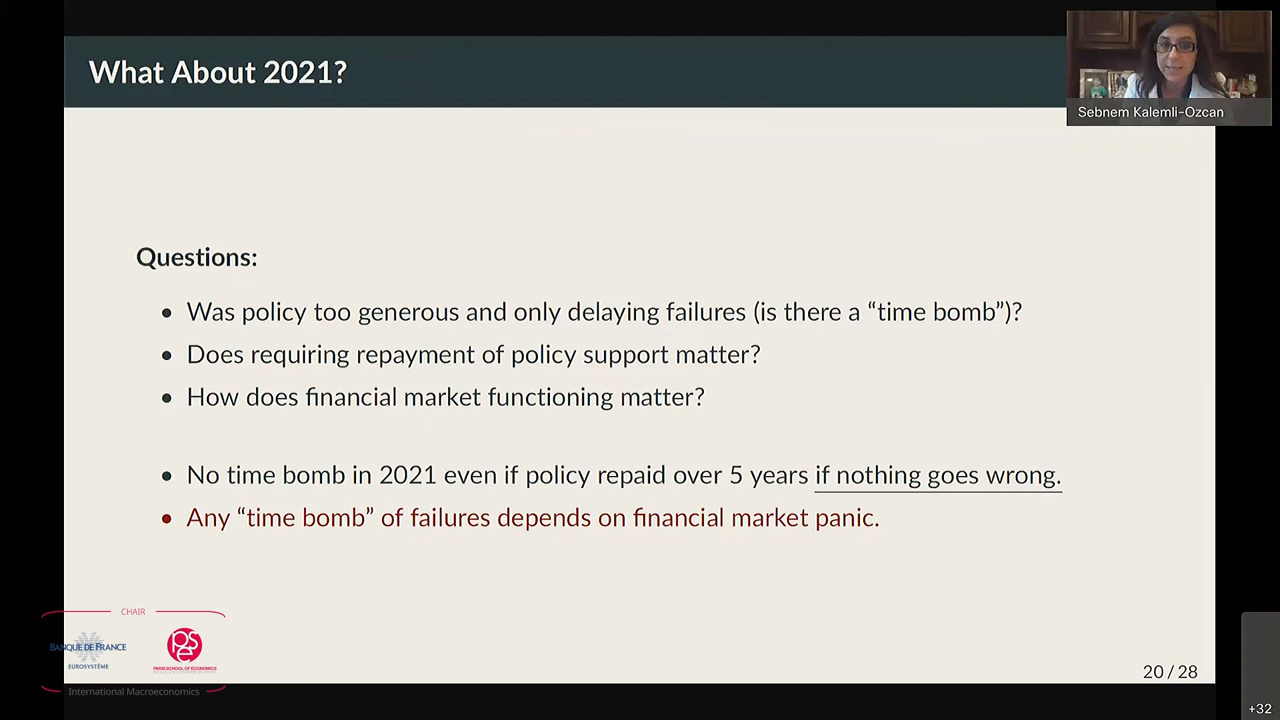 What About 2021?
Sebnem Kalemli-Ozcan
Questions:
• Was policy too generous and only delaying failures (is there a “time bomb”)?
• Does requiring repayment of policy support matter?
• How does financial market functioning matter?
• No time bomb in 2021 even if policy repaid over 5 years if nothing goes wrong.
• Any “time bomb” of failures depends on financial market panic.
CHAIR
BANQUE DE FRANCE
EUROSYSTÈME
PSE
PARIS SCHOOL OF ECONOMICS
International Macroeconomics
20 / 28
+32